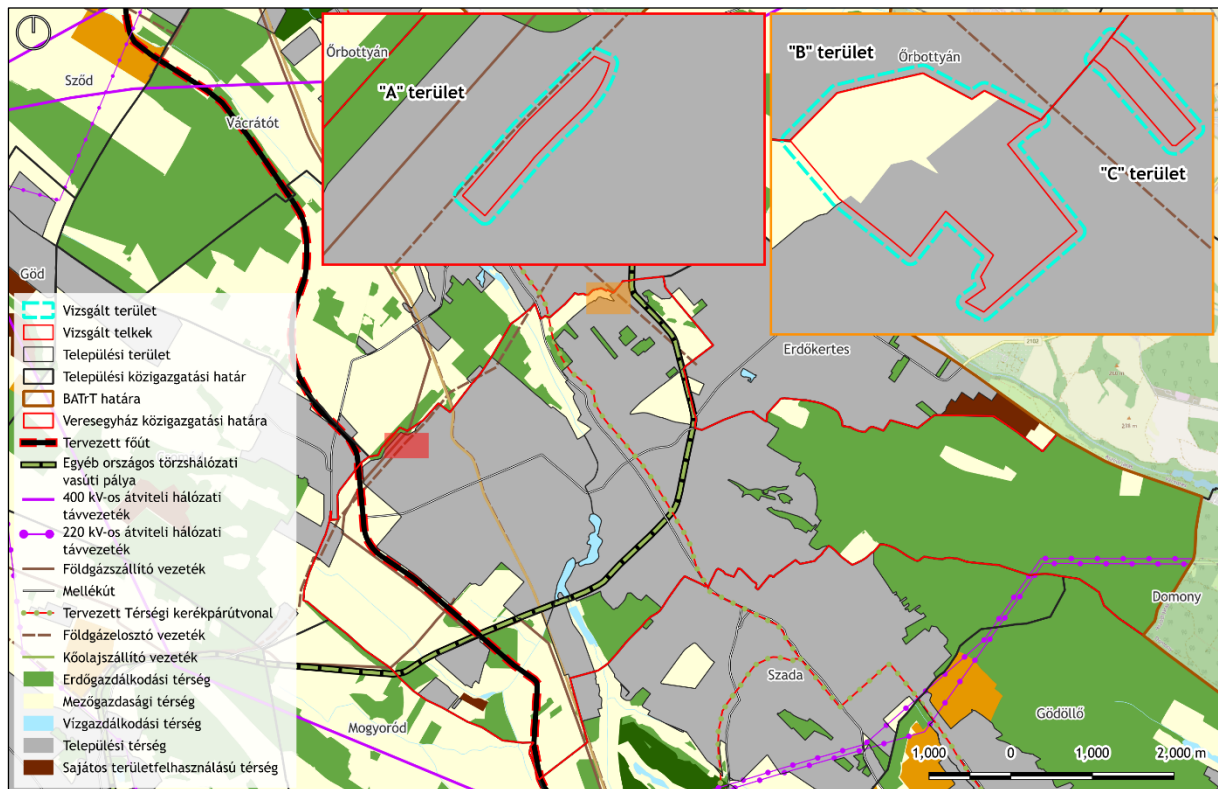 Sződ
Vácrátót
Göd
Őrbottyán
"A" terület
"B" terület
Őrbottyán
"C" terület
Erdőkertes
Domony
Szada
Gödöllő
Mogyoród
Vizsgált terület
Vizsgált telkek
Települési terület
Települési közigazgatási határ
BATrT határa
Veresegyház közigazgatási határa
Tervezett főút
Egyéb országos törzshálózati
vasúti pálya
400 kV-os átviteli hálózati
távvezeték
220 kV-os átviteli hálózati
távvezeték
Földgázszállító vezeték
Mellékút
Tervezett Térségi kerékpárútvonal
Földgázelosztó vezeték
Kőolajszállító vezeték
Erdőgazdálkodási térség
Mezőgazdasági térség
Vízgazdálkodási térség
Települési térség
Sajátos területfelhasználású térség
1,000 0 1,000 2,000 m